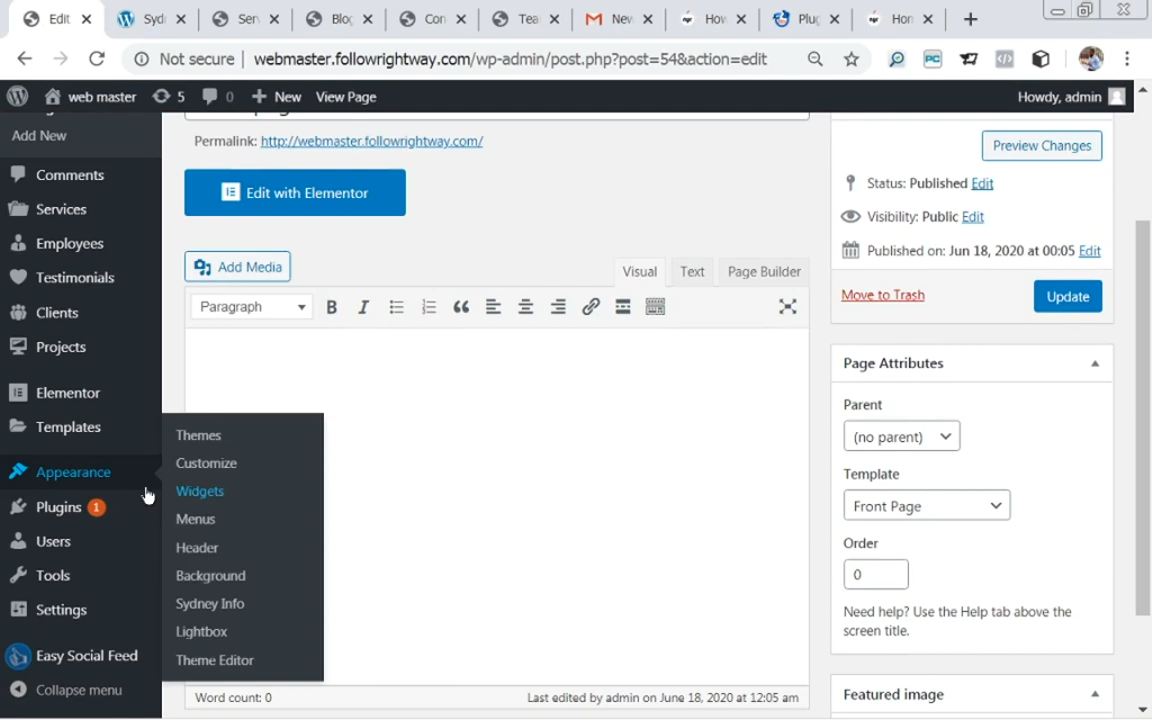 Edit
Syd
Ser
Blo
Con
Tea
New
How
Plu
Hor
Not secure
webmaster.followrightway.com/wp-admin/post.php?post=54&action=edit
web master
5
0
New
View Page
Howdy, admin
Add New
Comments
Services
Employees
Testimonials
Clients
Projects
Elementor
Templates
Appearance
Plugins 1
Users
Tools
Settings
Easy Social Feed
Collapse menu
Themes
Customize
Widgets
Menus
Header
Background
Sydney Info
Lightbox
Theme Editor
Permalink: http://webmaster.followrightway.com/
Edit with Elementor
Add Media
Visual
Text
Page Builder
Paragraph
Word count: 0
Last edited by admin on June 18, 2020 at 12:05 am
Preview Changes
Status: Published Edit
Visibility: Public Edit
Published on: Jun 18, 2020 at 00:05 Edit
Move to Trash
Update
Page Attributes
Parent
(no parent)
Template
Front Page
Order
0
Need help? Use the Help tab above the
screen title.
Featured image